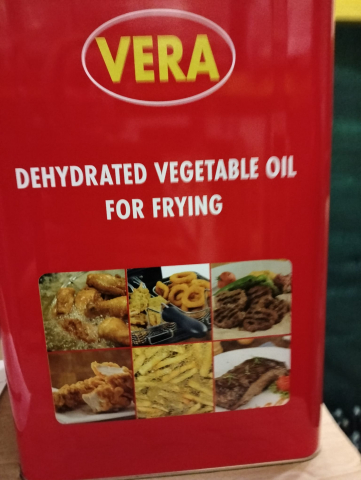 VERA
DEHYDRATED VEGETABLE OIL
FOR FRYING